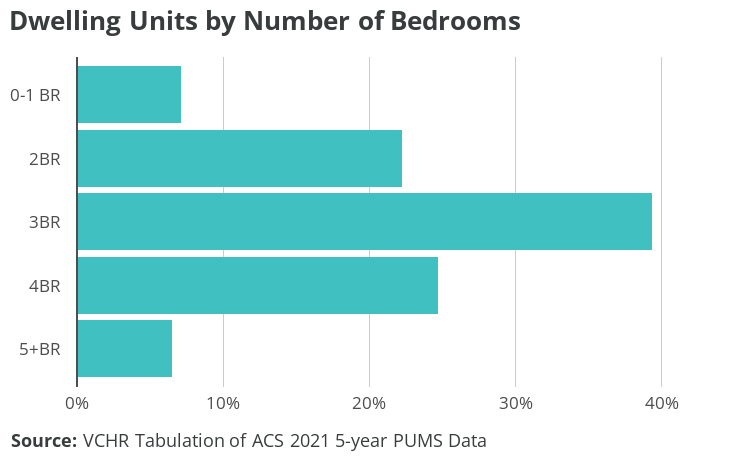 Dwelling Units by Number of Bedrooms
0-1 BR
2BR
3BR
4BR
5+BR
0% 10% 20% 30% 40%
Source: VCHR Tabulation of ACS 2021 5-year PUMS Data